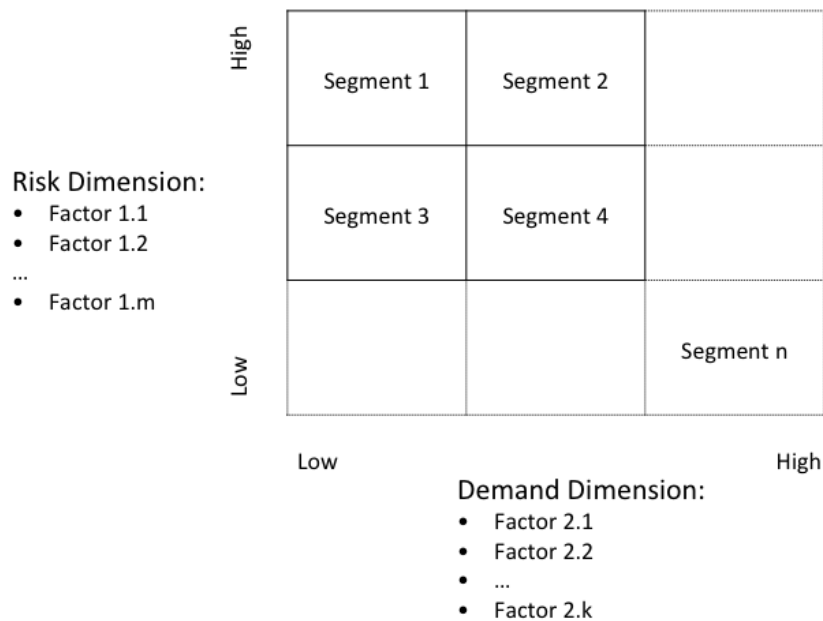 High
Segment 1
Segment 2
Risk Dimension:
• Factor 1.1
• Factor 1.2
...
• Factor 1.m
Segment 3
Segment 4
Low
Segment n
Low
High
Demand Dimension:
• Factor 2.1
• Factor 2.2
• ...
• Factor 2.k